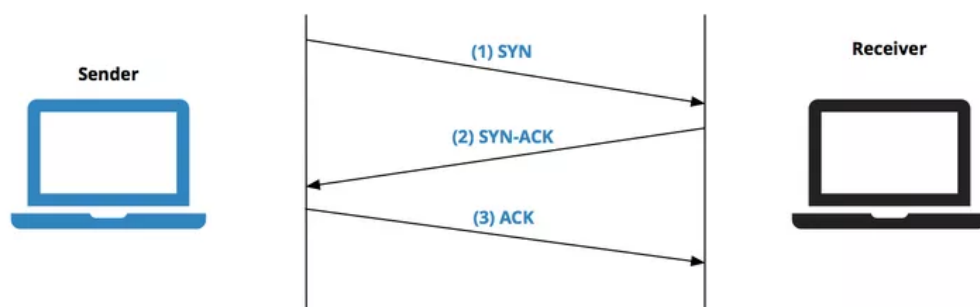 Sender
(1) SYN
Receiver
(2) SYN-ACK
(3) ACK